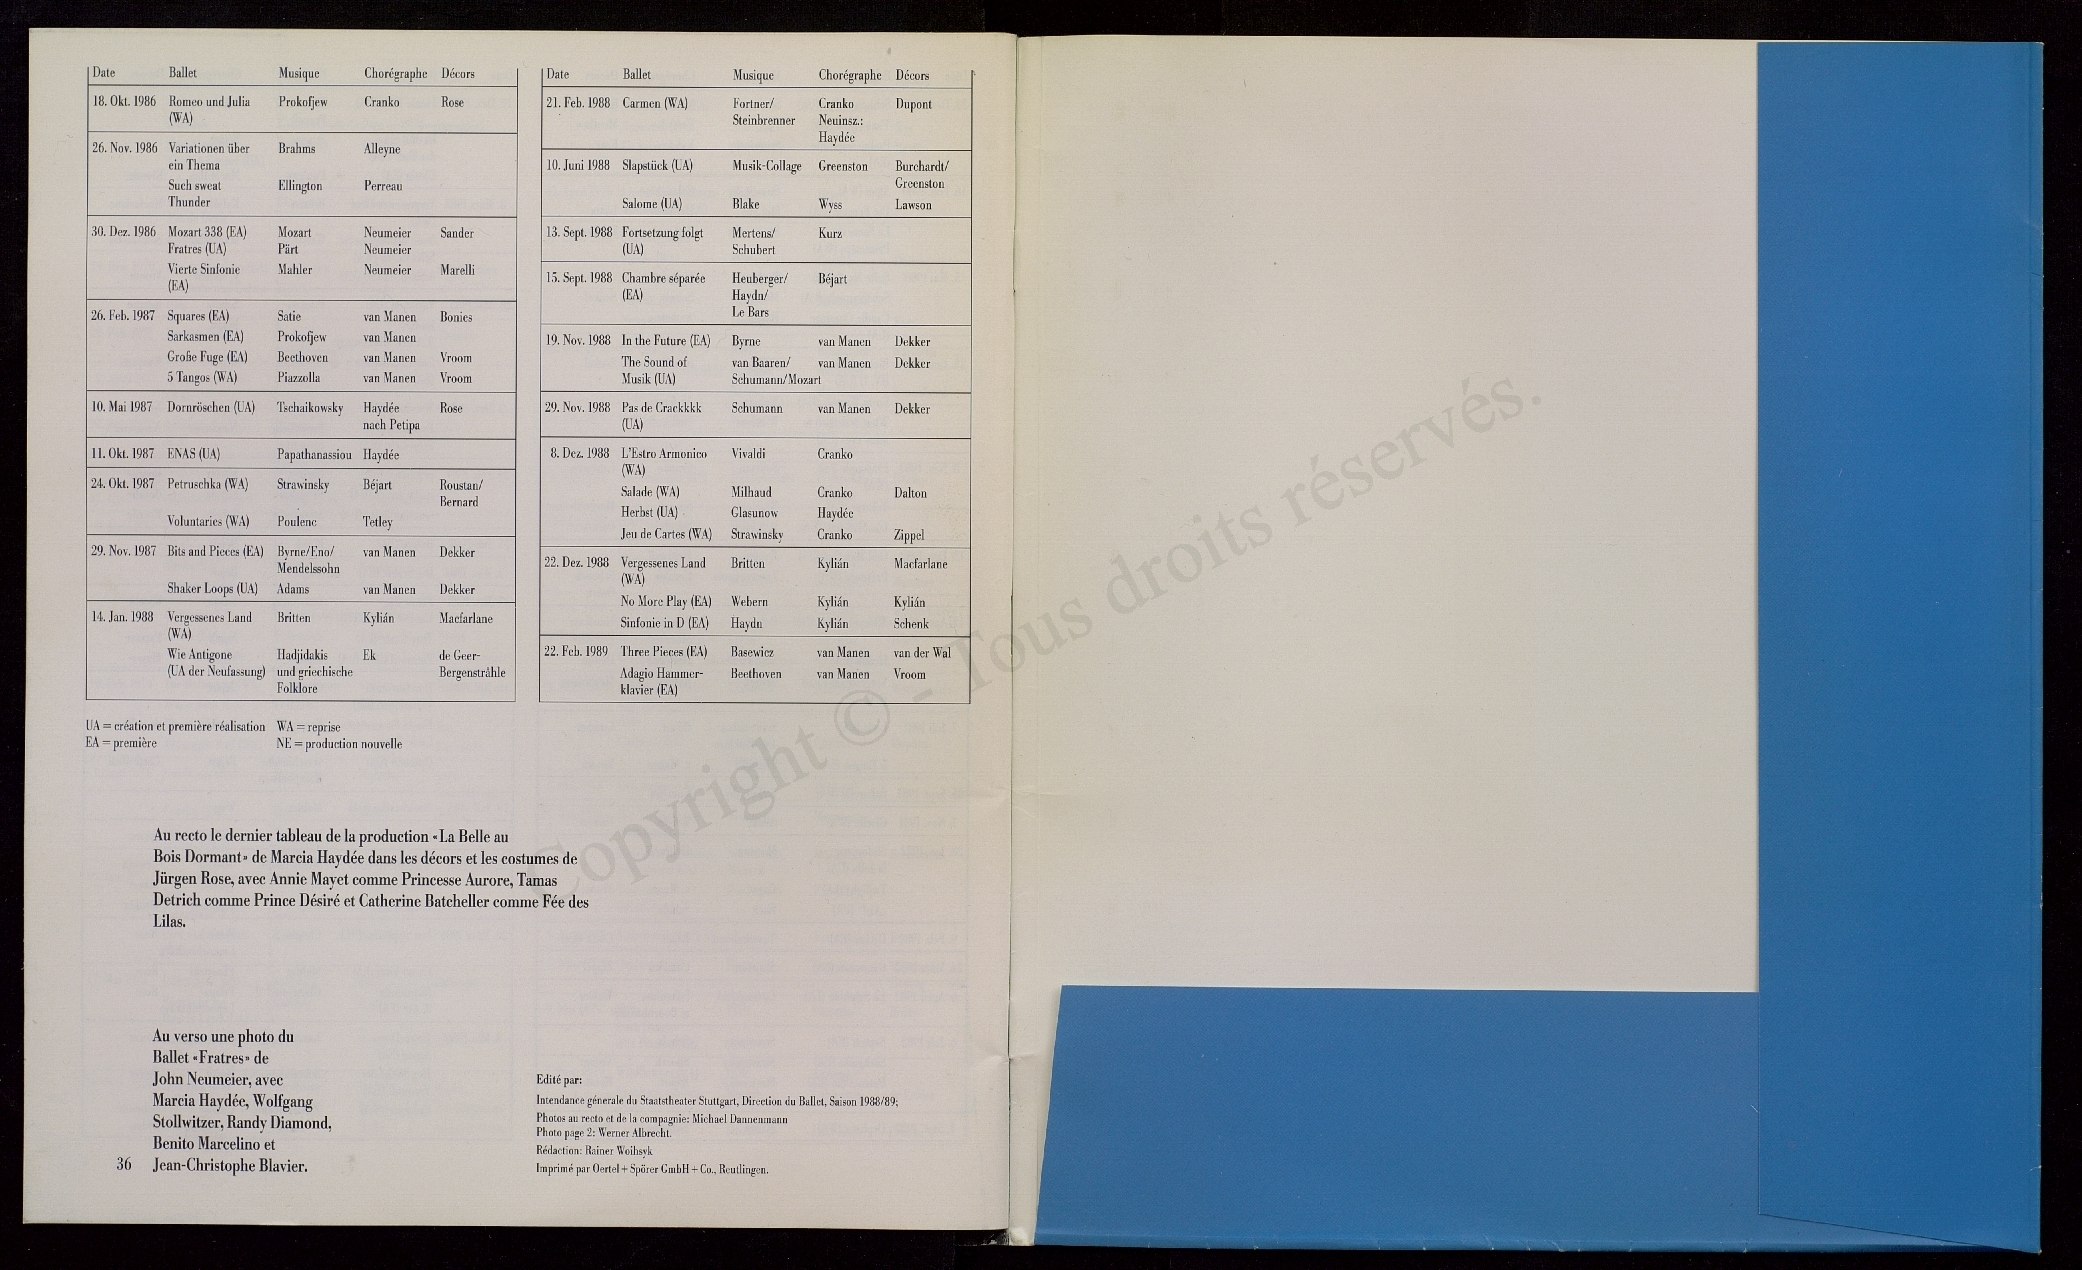 Date Ballet Musique Chorégraphe Décors
18. Okt. 1986 Romeo und Julia Prokofjew Cranko Rose
(WA)
26. Nov. 1986 Variationen über Brahms Alleyne
ein Thema
Such sweat Ellington Perreau
Thunder
30. Dez. 1986 Mozart 338 (EA) Mozart Neumeier Sander
Fratres (UA) Pärt Neumeier
Vierte Sinfonie Mahler Neumeier Marelli
(EA)
26. Feb. 1987 Squares (EA) Satie van Manen Bonies
Sarkasmen (EA) Prokofjew van Manen
Große Fuge (EA) Beethoven van Manen Vroom
5 Tangos (WA) Piazzolla van Manen Vroom
10. Mai 1987 Dornröschen (UA) Tschaikowsky Haydée Rose
nach Petipa
11. Okt. 1987 ENAS (UA) Papathanassiou Haydée
24. Okt. 1987 Petruschka (WA) Strawinsky Béjart Roustan/
Bernard
Voluntaries (WA) Poulenc Tetley
29. Nov. 1987 Bits and Pieces (EA) Byrne/Eno/ van Manen Dekker
Mendelssohn
Shaker Loops (UA) Adams van Manen Dekker
14. Jan. 1988 Vergessenes Land Britten Kylián Macfarlane
(WA)
Wie Antigone Hadjidakis Ek de Geer-
(UA der Neufassung) und griechische Bergenstråhle
Folklore
UA = création et première réalisation WA = reprise
EA = première NE = production nouvelle
Date Ballet Musique Chorégraphe Décors
21. Feb. 1988 Carmen (WA) Fortner/ Cranko Dupont
Steinbrenner Neuinsz.:
Haydée
10. Juni 1988 Slapstück (UA) Musik-Collage Greenston Burchardt/
Greenston
Salome (UA) Blake Wyss Lawson
13. Sept. 1988 Fortsetzung folgt Mertens/ Kurz
(UA) Schubert
15. Sept. 1988 Chambre séparée Heuberger/ Béjart
(EA) Haydn/
Le Bars
19. Nov. 1988 In the Future (EA) Byrne van Manen Dekker
The Sound of van Baaren/ van Manen Dekker
Musik (UA) Schumann/Mozart
29. Nov. 1988 Pas de Crackkkk Schumann van Manen Dekker
(UA)
8. Dez. 1988 L'Estro Armonico Vivaldi Cranko
(WA)
Salade (WA) Milhaud Cranko Dalton
Herbst (UA) Glasunow Haydée
Jeu de Cartes (WA) Strawinsky Cranko Zippel
22. Dez. 1988 Vergessenes Land Britten Kylián Macfarlane
(WA)
No More Play (EA) Webern Kylián Kylián
Sinfonie in D (EA) Haydn Kylián Schenk
22. Feb. 1989 Three Pieces (EA) Basewicz van Manen van der Wal
Adagio Hammer- Beethoven van Manen Vroom
klavier (EA)
Au recto le dernier tableau de la production «La Belle au
Bois Dormant» de Marcia Haydée dans les décors et les costumes de
Jürgen Rose, avec Annie Mayet comme Princesse Aurore, Tamas
Detrich comme Prince Désiré et Catherine Batcheller comme Fée des
Lilas.
Au verso une photo du
Ballet «Fratres» de
John Neumeier, avec
Marcia Haydée, Wolfgang
Stollwitzer, Randy Diamond,
Benito Marcelino et
36 Jean-Christophe Blavier.
Edité par:
Intendance génerale du Staatstheater Stuttgart, Direction du Ballet, Saison 1988/89;
Photos au recto et de la compagnie: Michael Dannenmann
Photo page 2: Werner Albrecht.
Rédaction: Rainer Woihsyk
Imprimé par Oertel + Spörer GmbH + Co., Reutlingen.
Copyright © - Tous droits réservés.